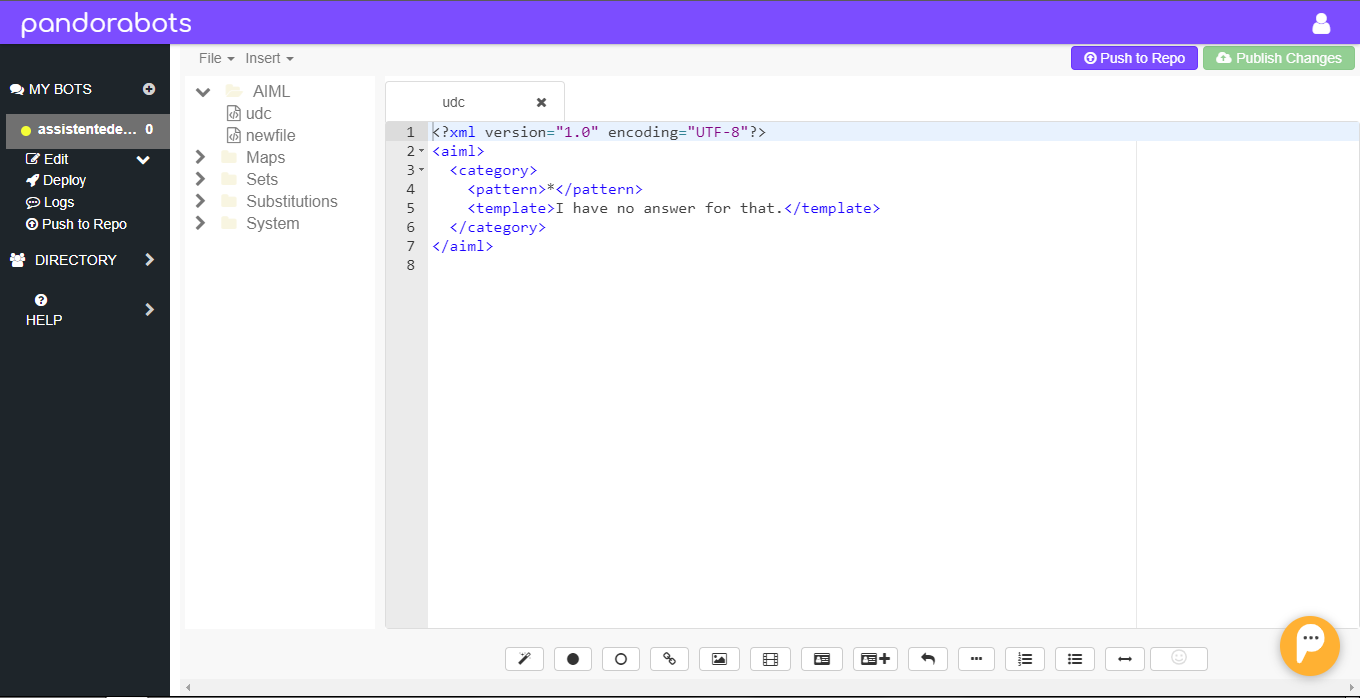 pandorabots
File Insert
Push to Repo Publish Changes
MY BOTS
assistentede... 0
Edit
Deploy
Logs
Push to Repo
DIRECTORY
HELP
AIML
udc
newfile
Maps
Sets
Substitutions
System
udc
1 <?xml version="1.0" encoding="UTF-8"?>
2 <aiml>
3 <category>
4 <pattern>*</pattern>
5 <template>I have no answer for that.</template>
6 </category>
7 </aiml>
8